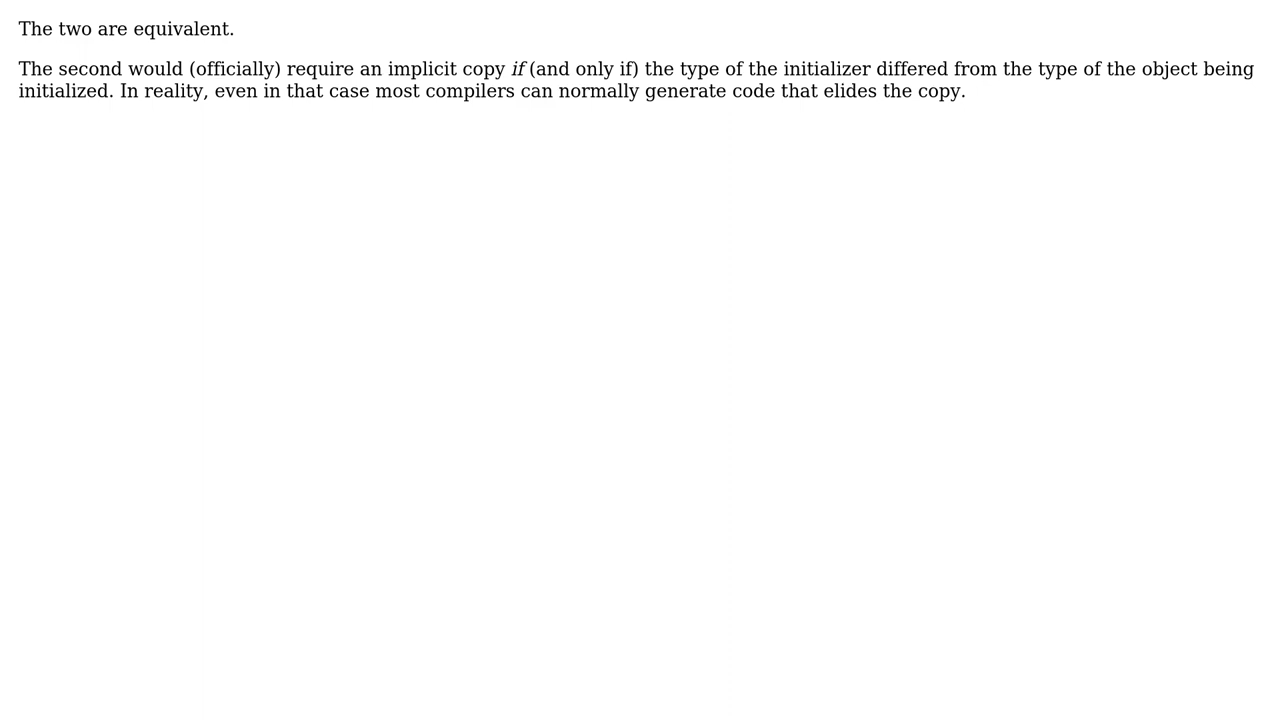 The two are equivalent.
The second would (officially) require an implicit copy if (and only if) the type of the initializer differed from the type of the object being
initialized. In reality, even in that case most compilers can normally generate code that elides the copy.